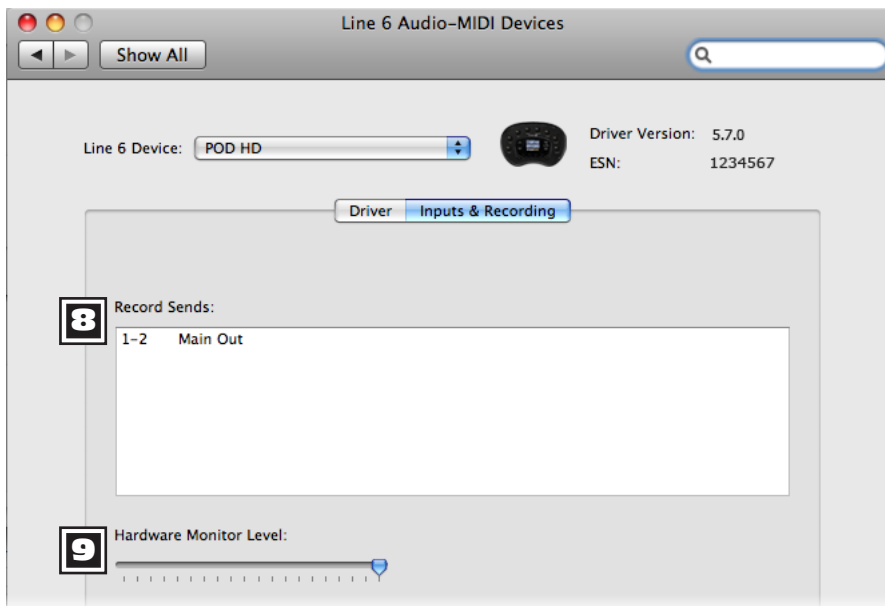 Line 6 Audio-MIDI Devices
Show All
Line 6 Device: POD HD
Driver Version: 5.7.0
ESN: 1234567
Driver Inputs & Recording
8 Record Sends:
1-2 Main Out
9 Hardware Monitor Level: